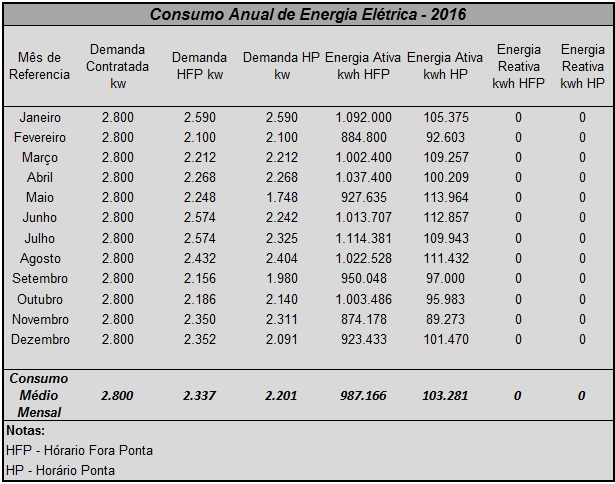 Consumo Anual de Energia Elétrica - 2016
Mês de Referencia Demanda Contratada kw Demanda HFP kw Demanda HP kw Energia Ativa kwh HFP Energia Ativa kwh HP Energia Reativa kwh HFP Energia Reativa kwh HP
Janeiro 2.800 2.590 2.590 1.092.000 105.375 0 0
Fevereiro 2.800 2.100 2.100 884.800 92.603 0 0
Março 2.800 2.212 2.212 1.002.400 109.257 0 0
Abril 2.800 2.268 2.268 1.037.400 100.209 0 0
Maio 2.800 2.248 1.748 927.635 113.964 0 0
Junho 2.800 2.574 2.242 1.013.707 112.857 0 0
Julho 2.800 2.574 2.325 1.114.381 109.943 0 0
Agosto 2.800 2.432 2.404 1.022.528 111.432 0 0
Setembro 2.800 2.156 1.980 950.048 97.000 0 0
Outubro 2.800 2.186 2.140 1.003.486 95.983 0 0
Novembro 2.800 2.350 2.311 874.178 89.273 0 0
Dezembro 2.800 2.352 2.091 923.433 101.470 0 0
Consumo Médio Mensal 2.800 2.337 2.201 987.166 103.281 0 0
Notas:
HFP - Hórario Fora Ponta
HP - Horário Ponta